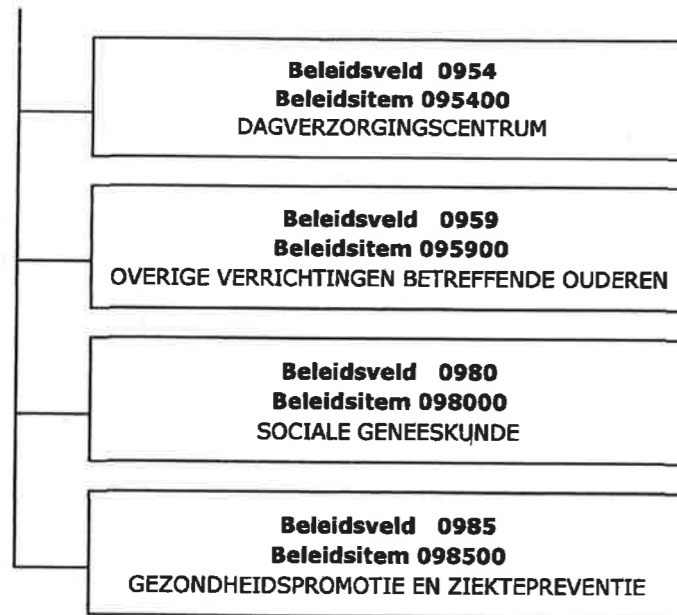 Beleidsveld 0954
Beleidsitem 095400
DAGVERZORGINGSCENTRUM
Beleidsveld 0959
Beleidsitem 095900
OVERIGE VERRICHTINGEN BETREFFENDE OUDEREN
Beleidsveld 0980
Beleidsitem 098000
SOCIALE GENEESKUNDE
Beleidsveld 0985
Beleidsitem 098500
GEZONDHEIDSPROMOTIE EN ZIEKTEPREVENTIE